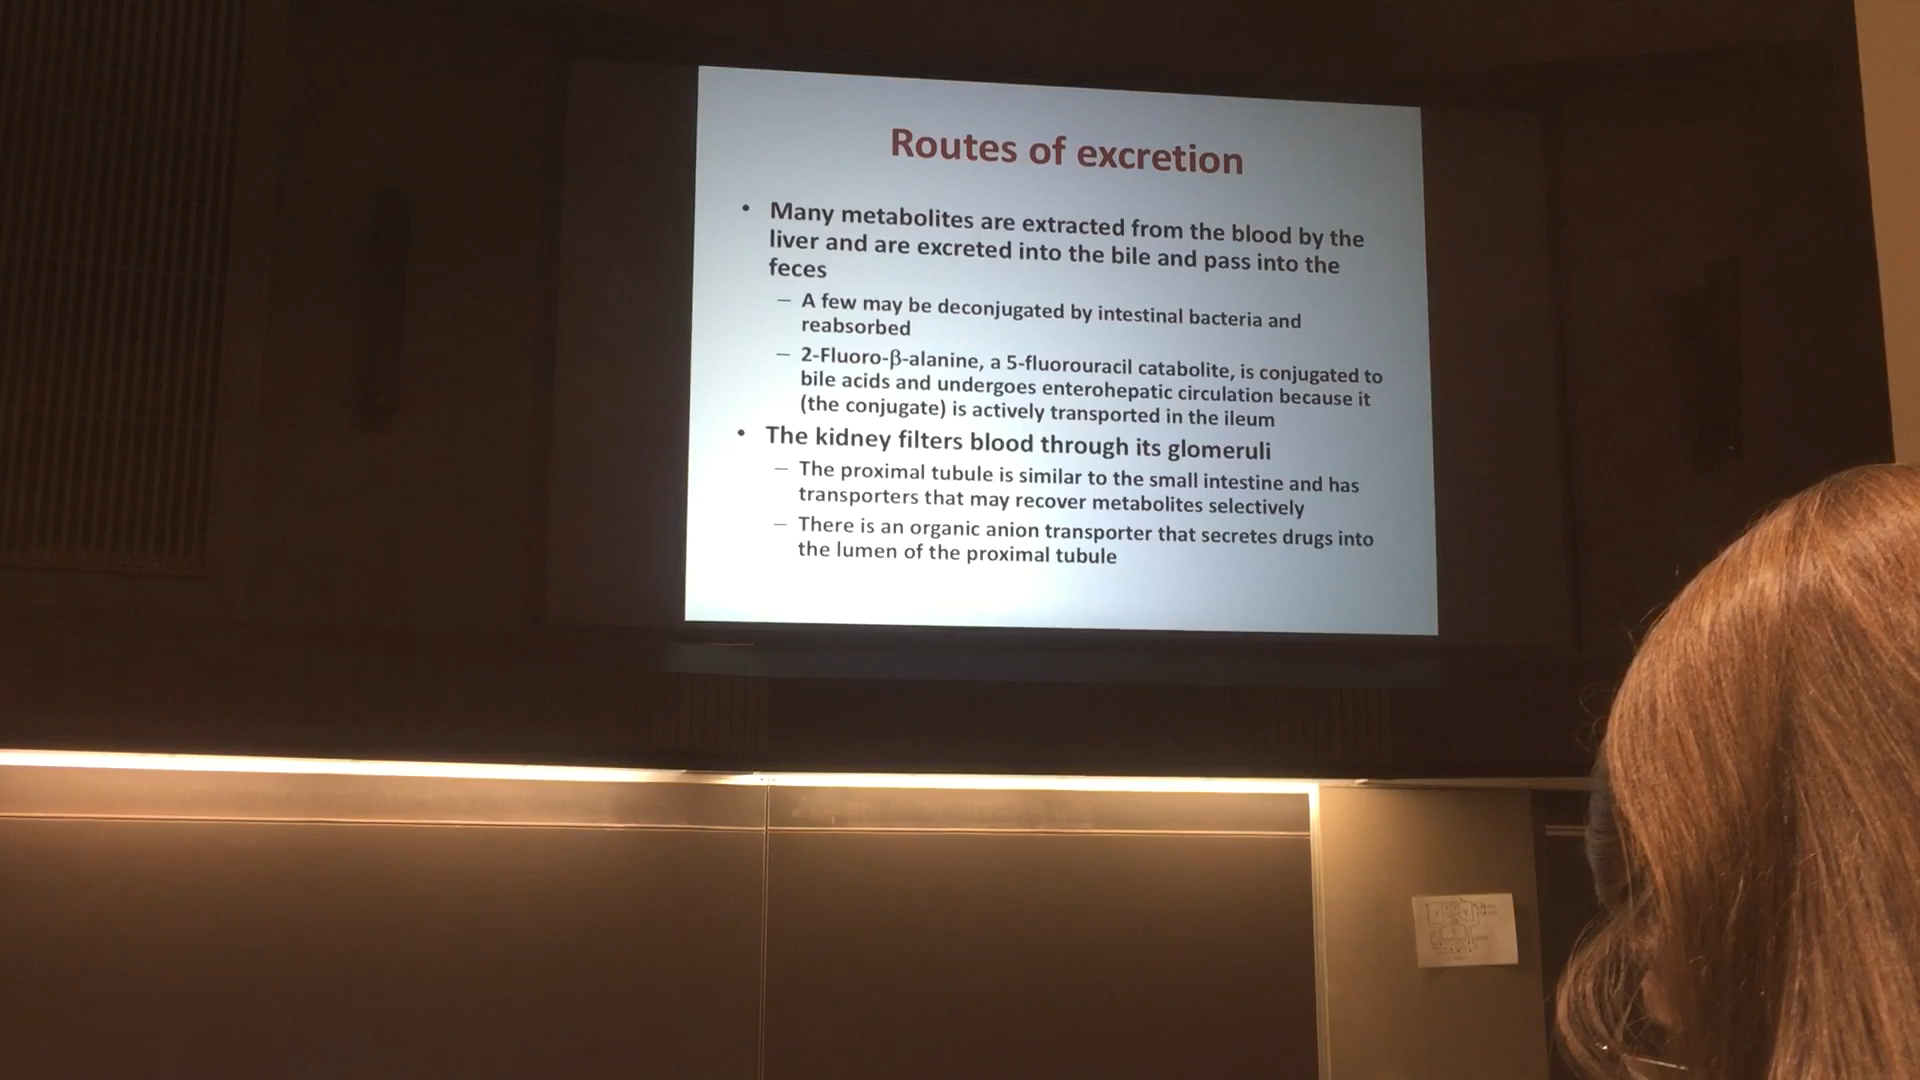 Routes of excretion
• Many metabolites are extracted from the blood by the
liver and are excreted into the bile and pass into the
feces
– A few may be deconjugated by intestinal bacteria and
reabsorbed
– 2-Fluoro-β-alanine, a 5-fluorouracil catabolite, is conjugated to
bile acids and undergoes enterohepatic circulation because it
(the conjugate) is actively transported in the ileum
• The kidney filters blood through its glomeruli
– The proximal tubule is similar to the small intestine and has
transporters that may recover metabolites selectively
– There is an organic anion transporter that secretes drugs into
the lumen of the proximal tubule